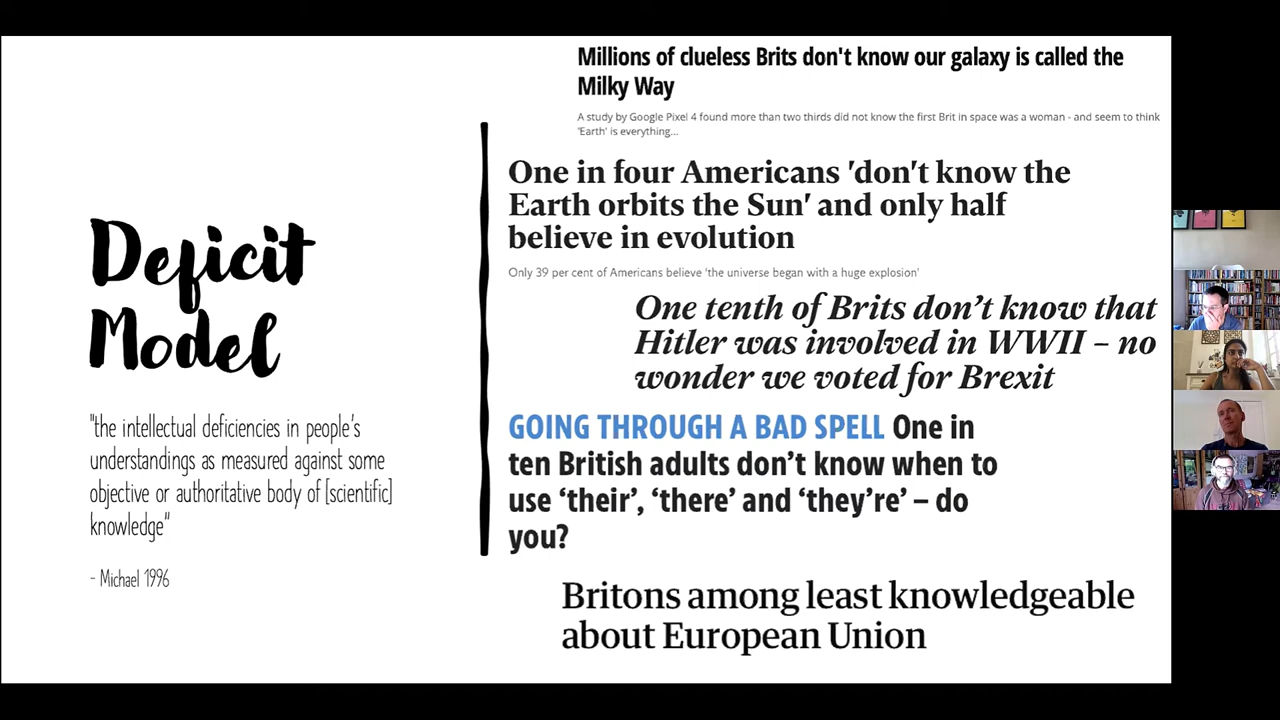 Deficit
Model
"the intellectual deficiencies in people's
understandings as measured against some
objective or authoritative body of [scientific]
knowledge"
- Michael 1996
Millions of clueless Brits don't know our galaxy is called the
Milky Way
A study by Google Pixel 4 found more than two thirds did not know the first Brit in space was a woman - and seem to think
'Earth' is everything...
One in four Americans 'don't know the
Earth orbits the Sun' and only half
believe in evolution
Only 39 per cent of Americans believe 'the universe began with a huge explosion'
One tenth of Brits don’t know that
Hitler was involved in WWII – no
wonder we voted for Brexit
GOING THROUGH A BAD SPELL One in
ten British adults don’t know when to
use ‘their’, ‘there’ and ‘they’re’ – do
you?
Britons among least knowledgeable
about European Union